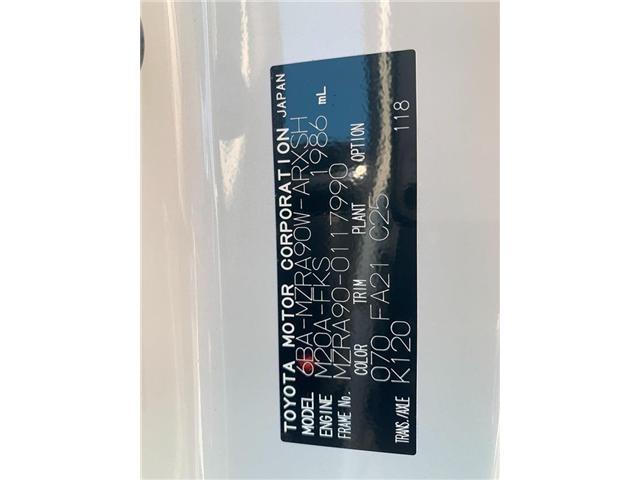 TOYOTA MOTOR CORPORATION JAPAN
MODEL 6BA-MZRA90W-ARXSH
ENGINE M20A-FKS 1986 mL
FRAME No. MZRA90-0117990
COLOR TRIM PLANT OPTION
070 FA21 C25 118
TRANS./AXLE K120